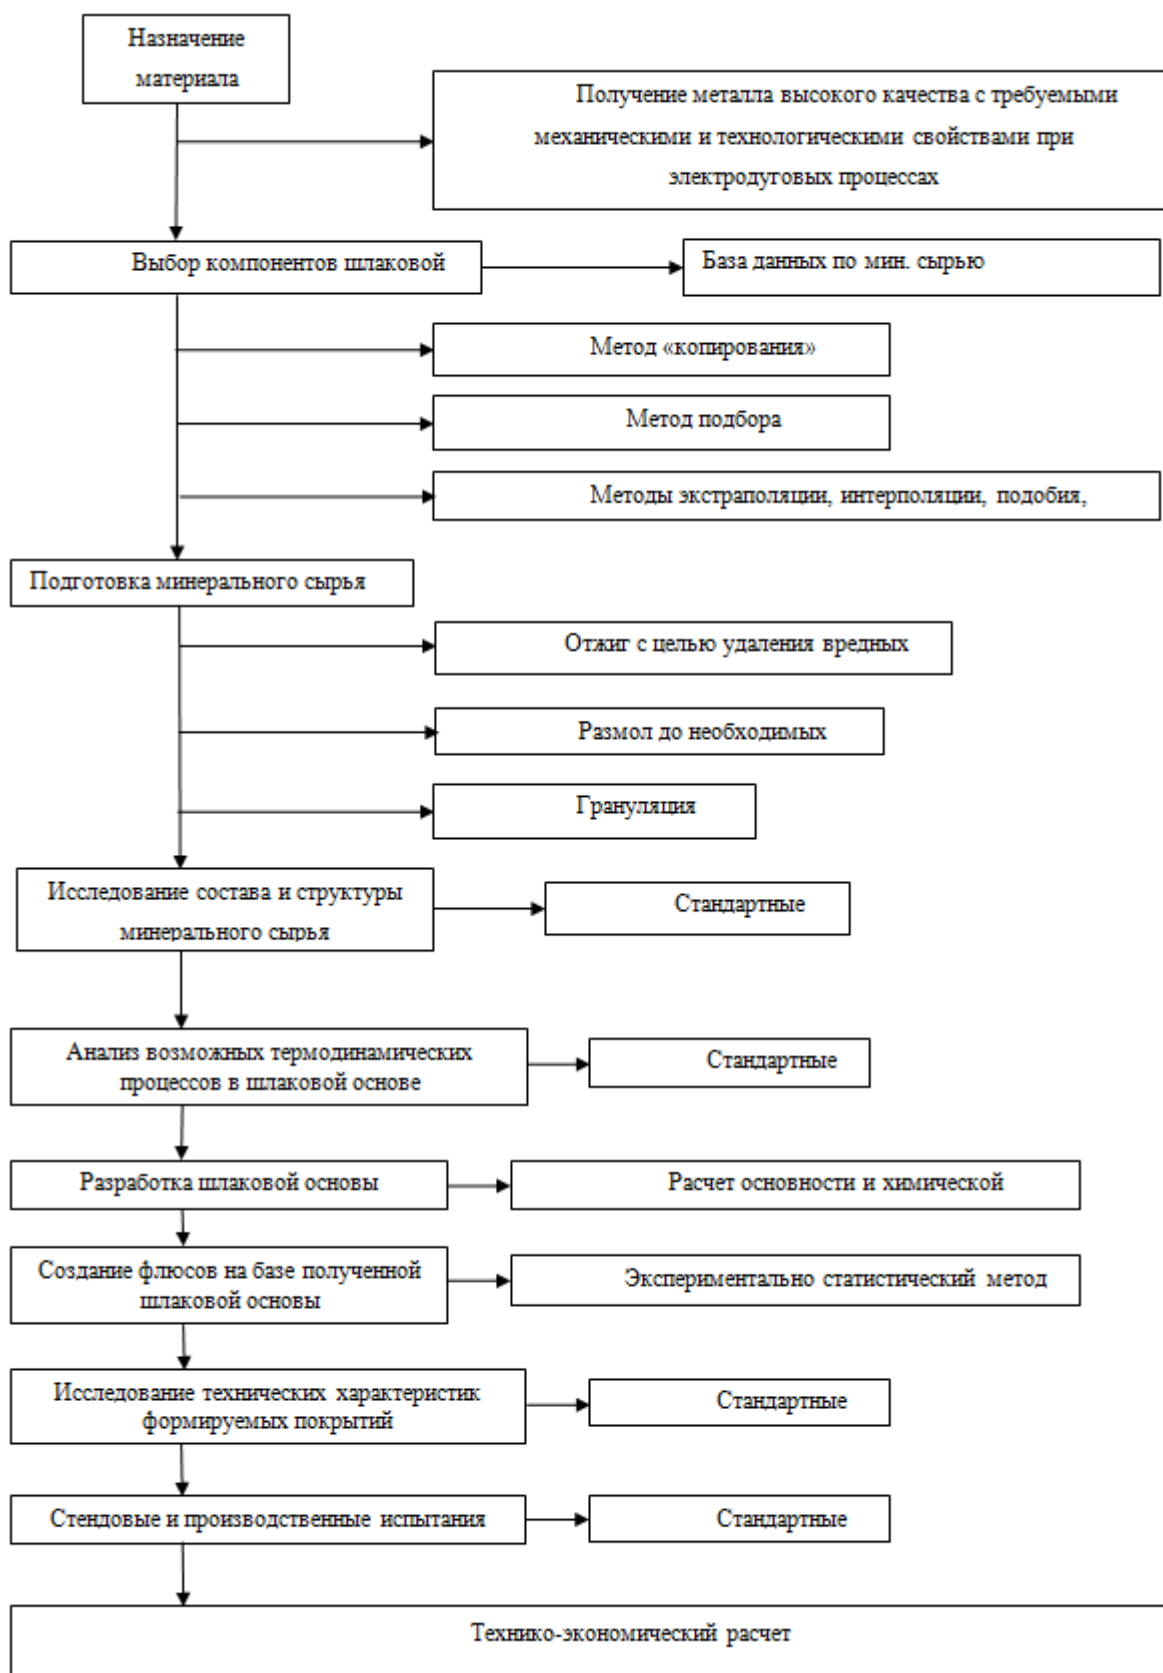 Назначение
материала
Получение металла высокого качества с требуемыми
механическими и технологическими свойствами при
электродуговых процессах
Выбор компонентов шлаковой
База данных по мин. сырью
Метод «копирования»
Метод подбора
Методы экстраполяции, интерполяции, подобия,
Подготовка минерального сырья
Отжиг с целью удаления вредных
Размол до необходимых
Грануляция
Исследование состава и структуры
минерального сырья
Стандартные
Анализ возможных термодинамических
процессов в шлаковой основе
Стандартные
Разработка шлаковой основы
Расчет основности и химической
Создание флюсов на базе полученной
шлаковой основы
Экспериментально статистический метод
Исследование технических характеристик
формируемых покрытий
Стандартные
Стендовые и производственные испытания
Стандартные
Технико-экономический расчет